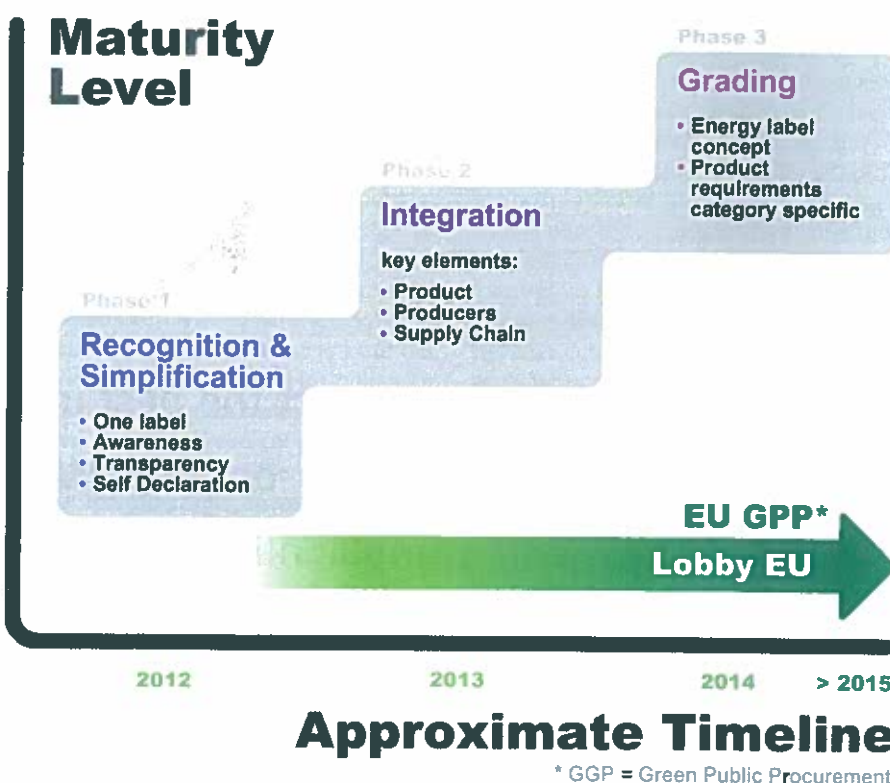 Maturity
Level
Phase 3
Grading
• Energy label
concept
• Product
requirements
category specific
Phase 2
Integration
key elements:
• Product
• Producers
• Supply Chain
Phase 1
Recognition &
Simplification
• One label
• Awareness
• Transparency
• Self Declaration
EU GPP*
Lobby EU
2012 2013 2014 > 2015
Approximate Timeline
* GGP = Green Public Procurement